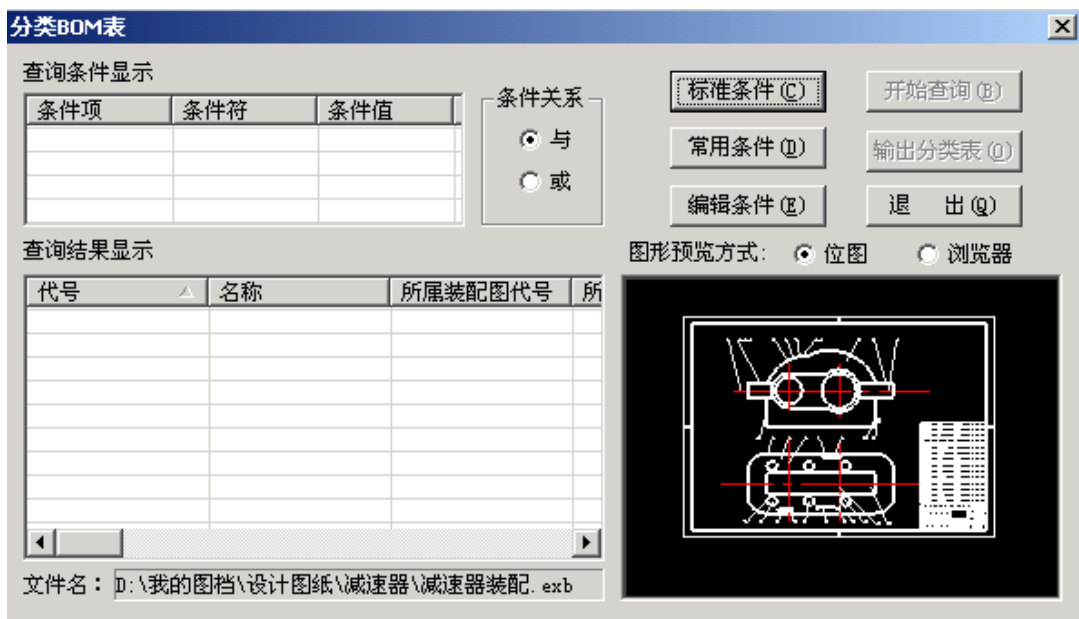 分类BOM表
查询条件显示
条件项 条件符 条件值
条件关系
与
或
标准条件(C) 开始查询(B)
常用条件(D) 输出分类表(O)
编辑条件(E) 退 出(Q)
查询结果显示
图形预览方式: 位图 浏览器
代号 名称 所属装配图代号 所
文件名: D:\我的图档\设计图纸\减速器\减速器装配.exb